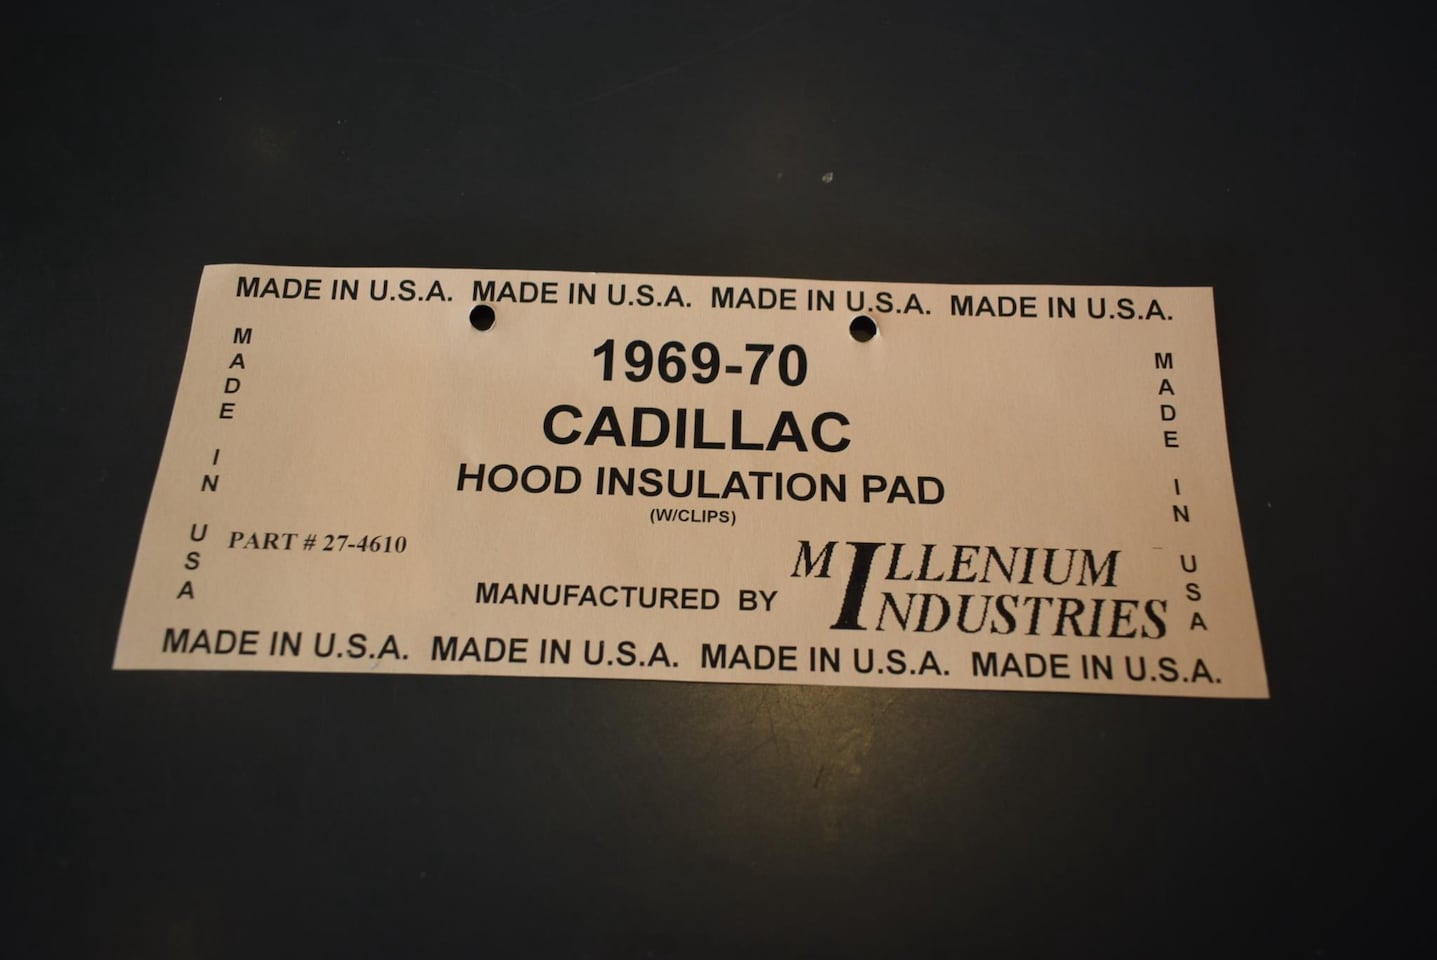 MADE IN U.S.A. MADE IN U.S.A. MADE IN U.S.A. MADE IN U.S.A.
MADE IN USA
1969-70
CADILLAC
HOOD INSULATION PAD
(W/CLIPS)
PART # 27-4610
MANUFACTURED BY
MILLENIUM
INDUSTRIES
MADE IN USA
MADE IN U.S.A. MADE IN U.S.A. MADE IN U.S.A. MADE IN U.S.A.